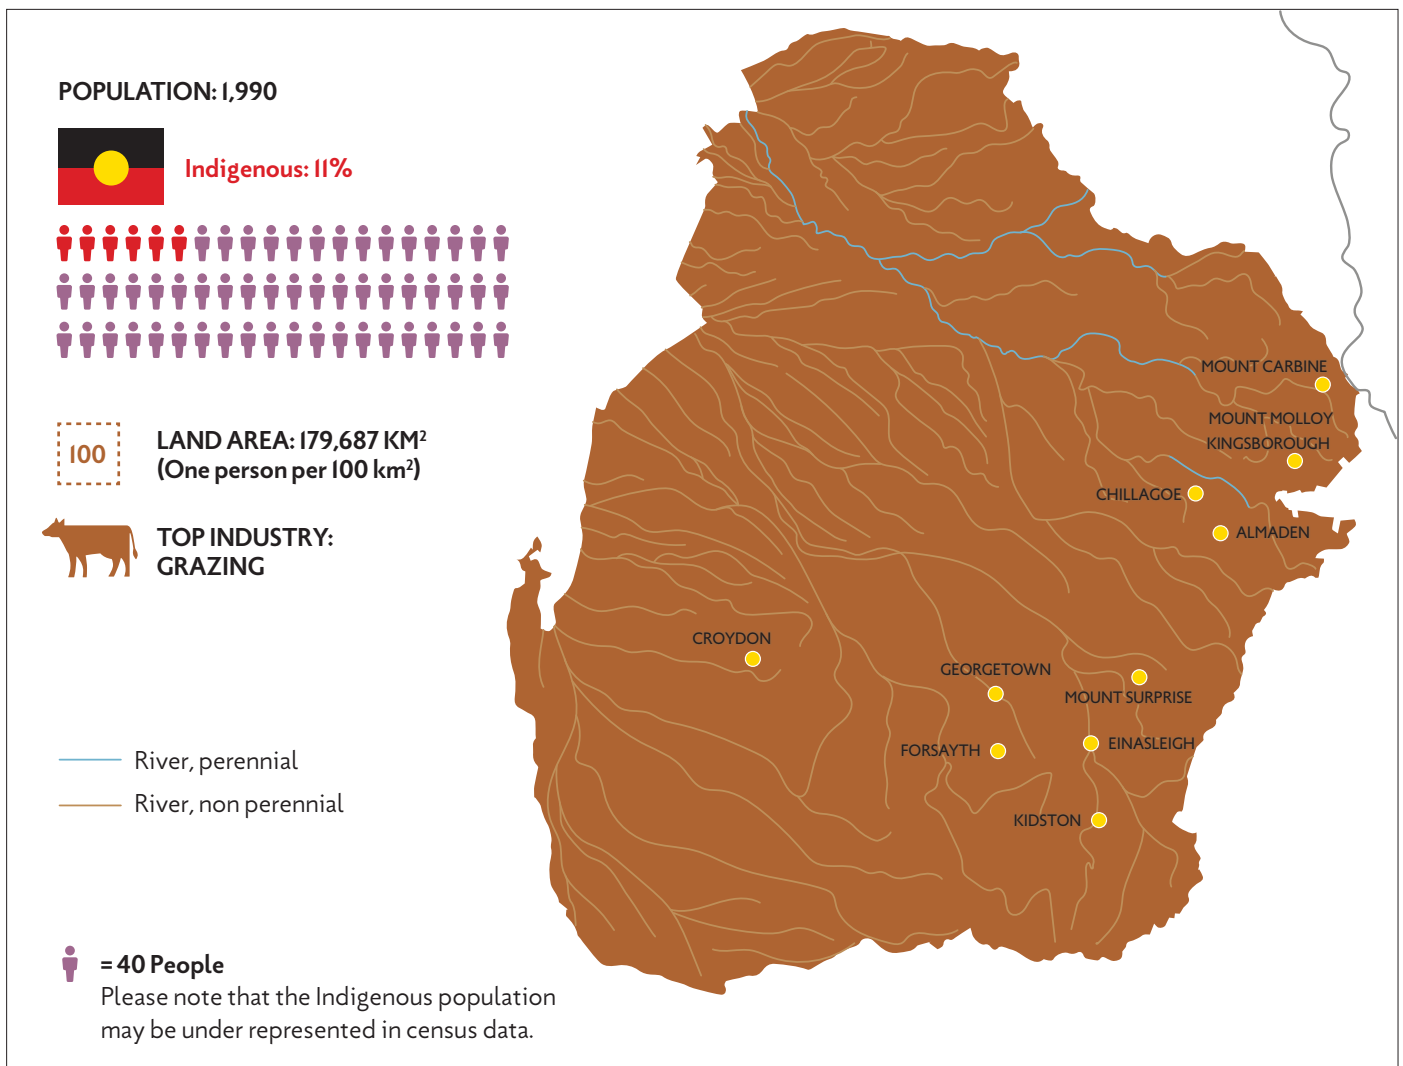 POPULATION: 1,990
Indigenous: 11%
100
LAND AREA: 179,687 KM²
(One person per 100 km²)
TOP INDUSTRY:
GRAZING
River, perennial
River, non perennial
= 40 People
Please note that the Indigenous population
may be under represented in census data.
MOUNT CARBINE
MOUNT MOLLOY
KINGSBOROUGH
CHILLAGOE
ALMADEN
CROYDON
GEORGETOWN
MOUNT SURPRISE
FORSAYTH
EINASLEIGH
KIDSTON